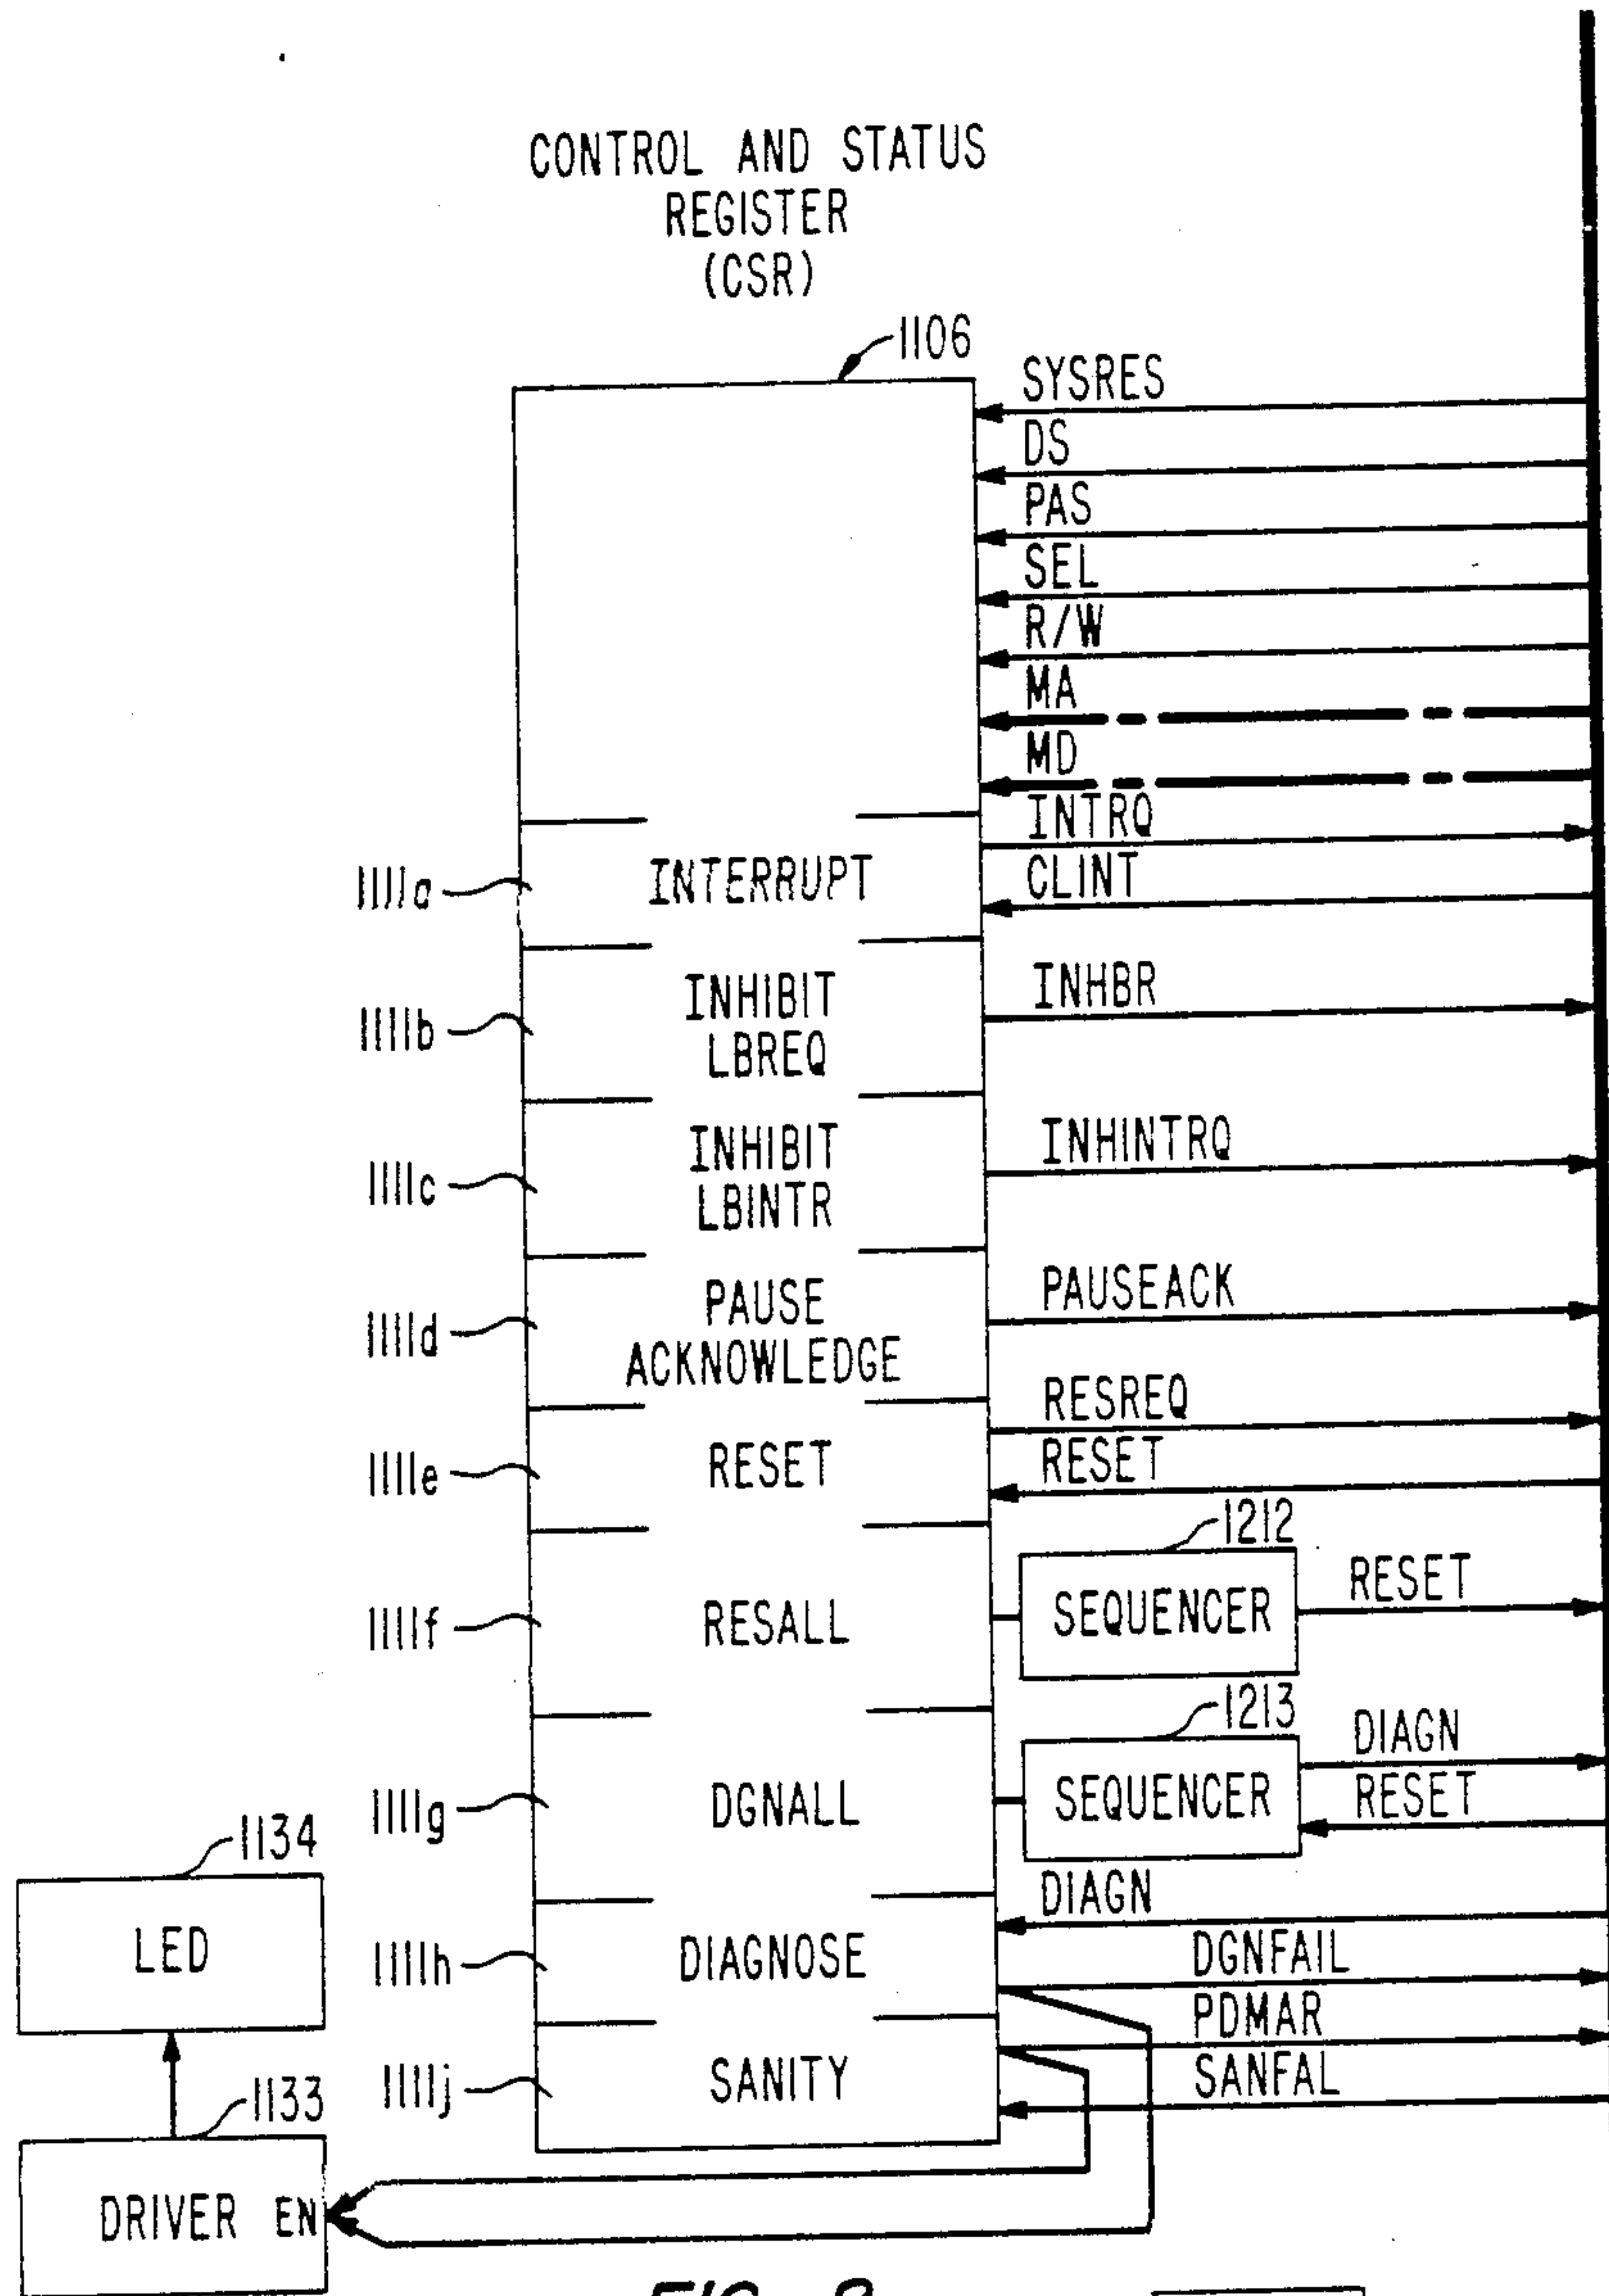 CONTROL AND STATUS
REGISTER
(CSR)
1106
SYSRES
DS
PAS
SEL
R/W
MA
MD
INTRQ
1111a
INTERRUPT
CLINT
1111b
INHIBIT
LBREQ
INHBR
1111c
INHIBIT
LBINTR
INHINTRQ
1111d
PAUSE
ACKNOWLEDGE
PAUSEACK
RESREQ
1111e
RESET
RESET
1212
1111f
RESALL
SEQUENCER
RESET
1213
1111g
DGNALL
SEQUENCER
DIAGN
RESET
1134
LED
DIAGN
1111h
DIAGNOSE
DGNFAIL
PDMAR
1111j
SANITY
SANFAL
1133
DRIVER EN